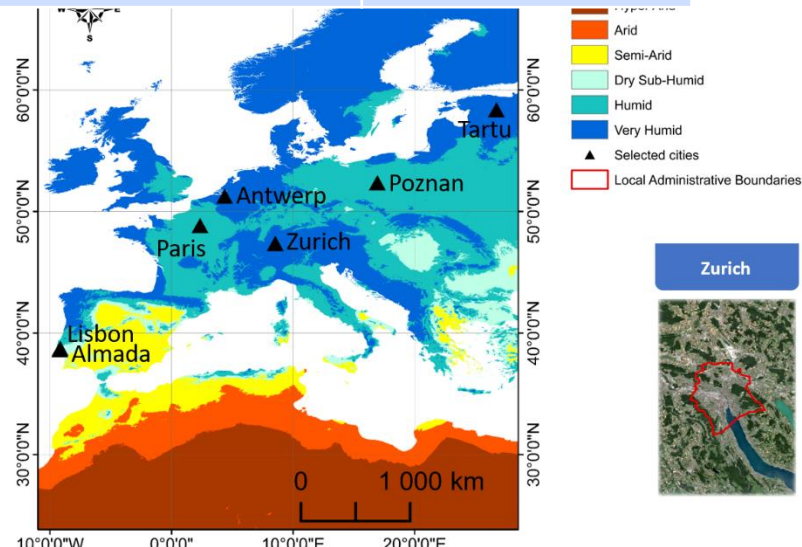 W E
S
Arid
Semi-Arid
Dry Sub-Humid
Humid
Very Humid
Selected cities
Local Administrative Boundaries
60°0'0"N
60°0'0"N
Tartu
Poznan
Antwerp
50°0'0"N
50°0'0"N
Paris
Zurich
Zurich
Lisbon
Almada
40°0'0"N
40°0'0"N
30°0'0"N
30°0'0"N
0 1 000 km
10°0'0"W 0°0'0" 10°0'0"E 20°0'0"E